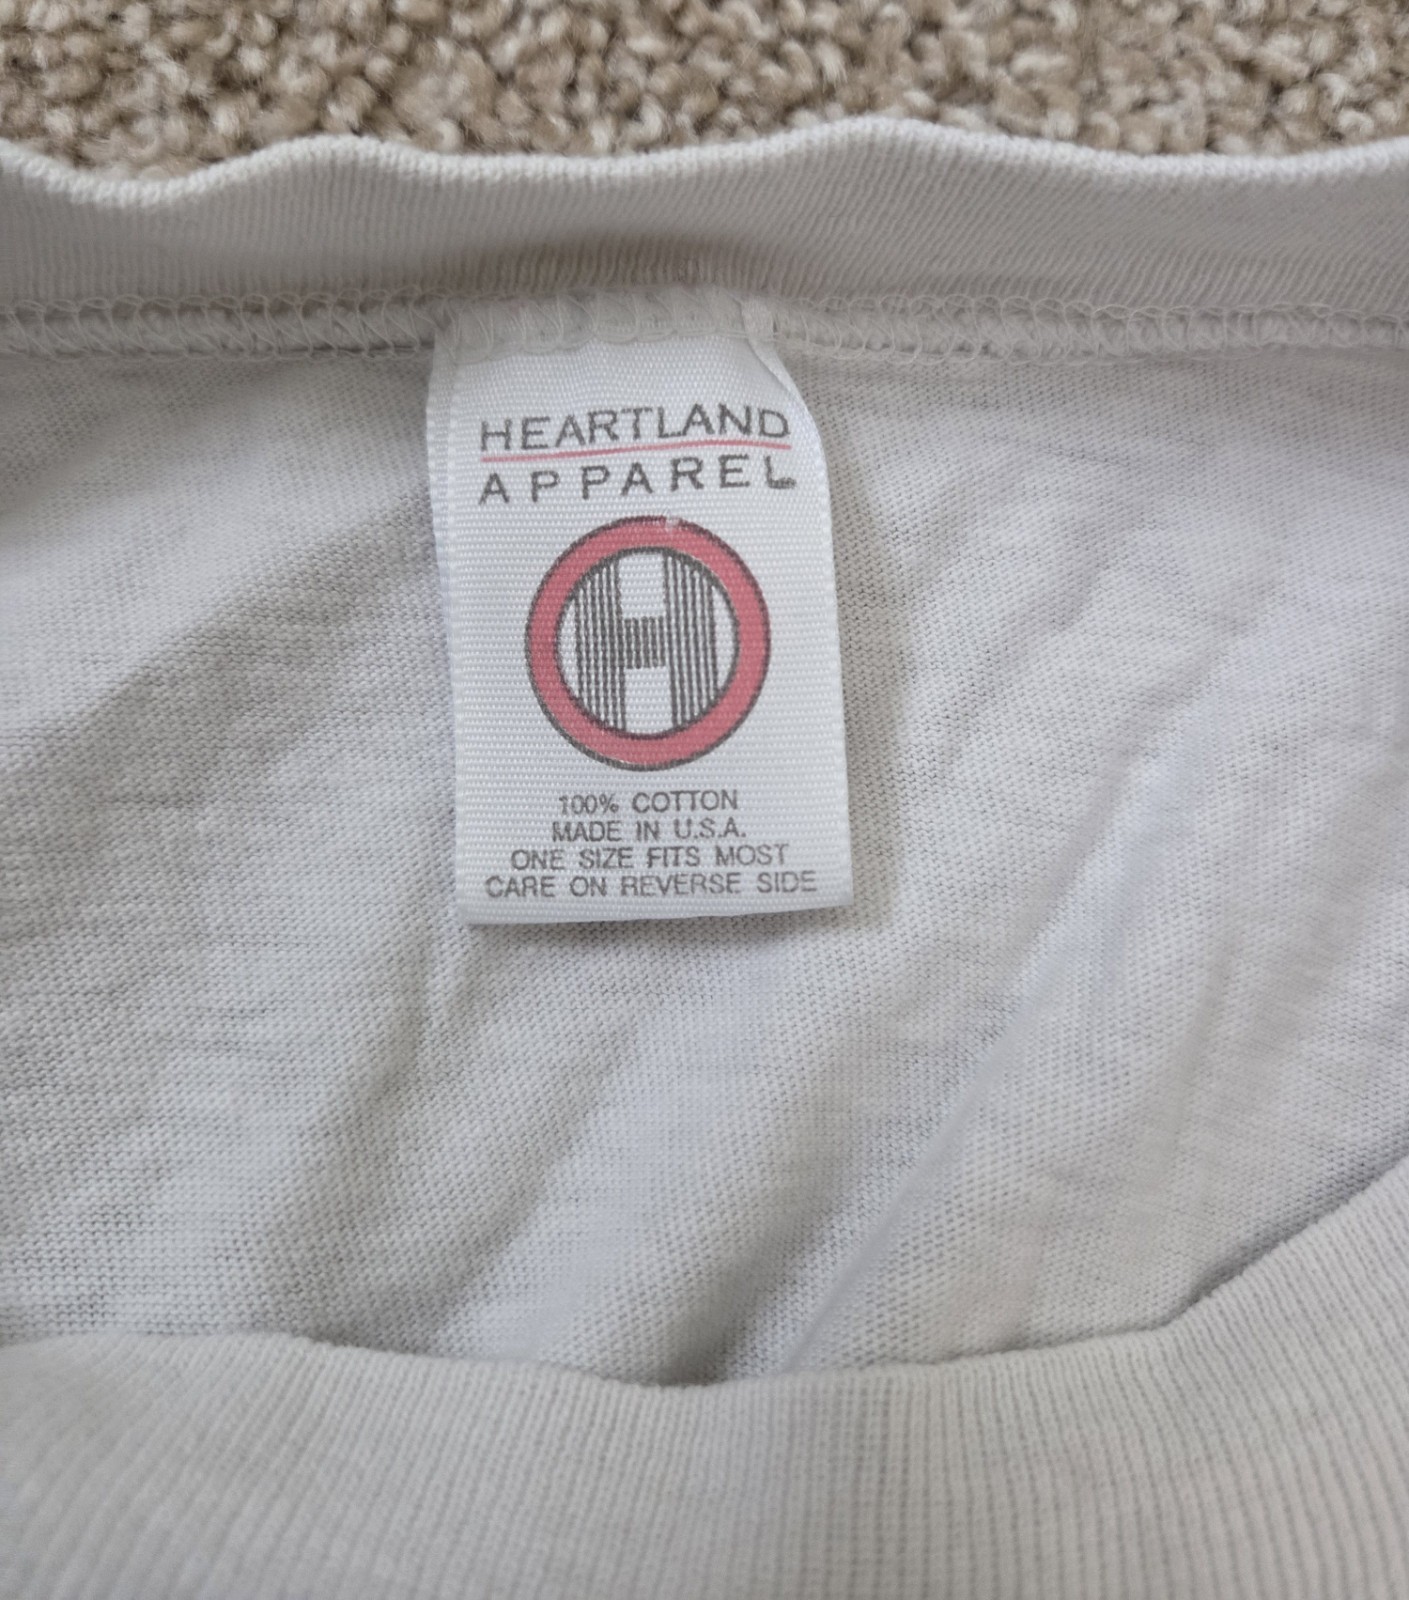 HEARTLAND
APPAREL
H
100% COTTON
MADE IN U.S.A.
ONE SIZE FITS MOST
CARE ON REVERSE SIDE